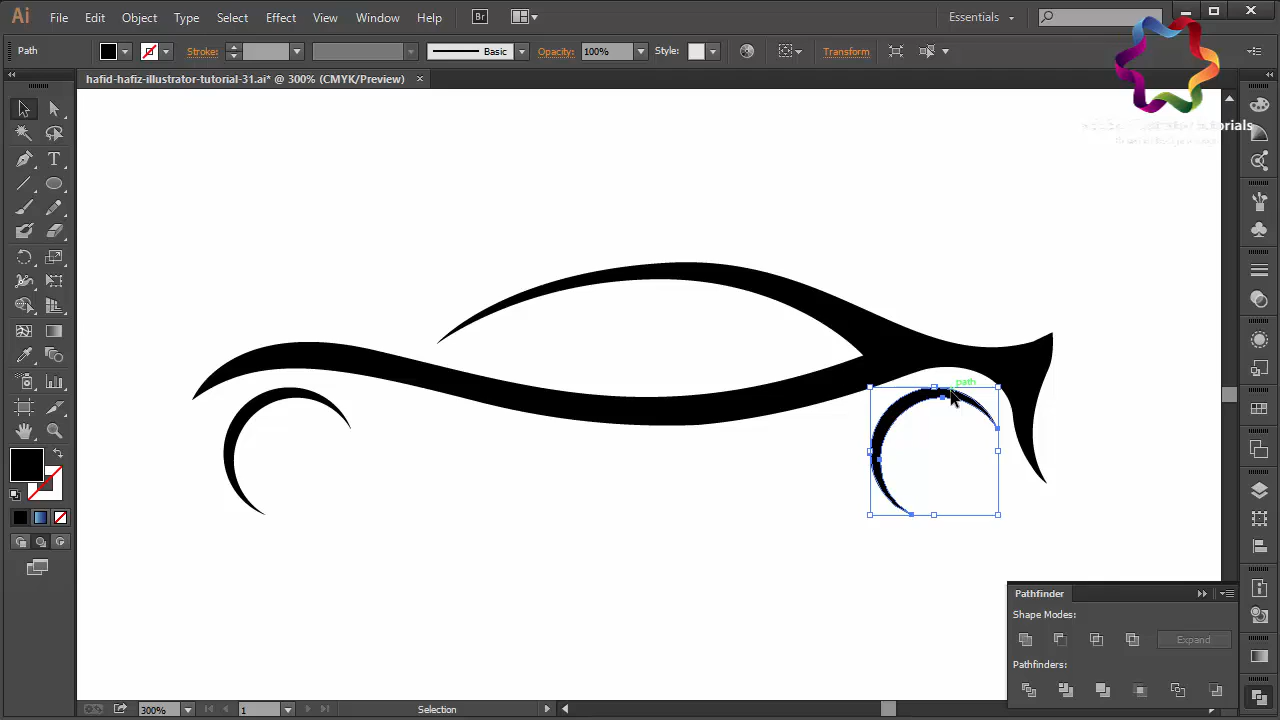 Ai File Edit Object Type Select Effect View Window Help Br Essentials
Path Stroke: Basic Opacity: 100% Style: Transform
hafid-hafiz-illustrator-tutorial-31.ai* @ 300% (CMYK/Preview)
Tutorials
path
Pathfinder
Shape Modes:
Expand
Pathfinders:
300% 1 Selection